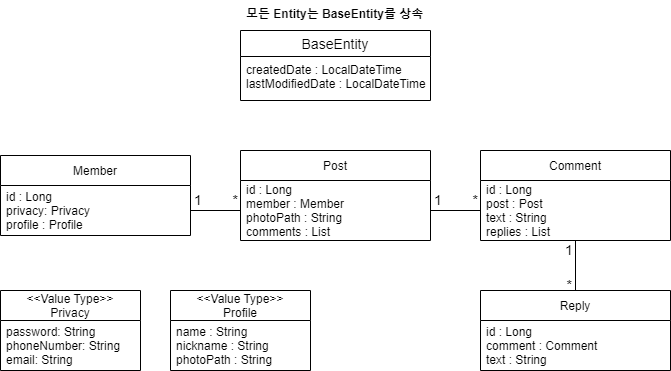 모든 Entity는 BaseEntity를 상속
BaseEntity
createdDate : LocalDateTime
lastModifiedDate : LocalDateTime
Member
id : Long
privacy: Privacy
profile : Profile
1
*
Post
id : Long
member : Member
photoPath : String
comments : List
1
*
Comment
id : Long
post : Post
text : String
replies : List
1
*
<<Value Type>>
Privacy
password: String
phoneNumber: String
email: String
<<Value Type>>
Profile
name : String
nickname : String
photoPath : String
Reply
id : Long
comment : Comment
text : String